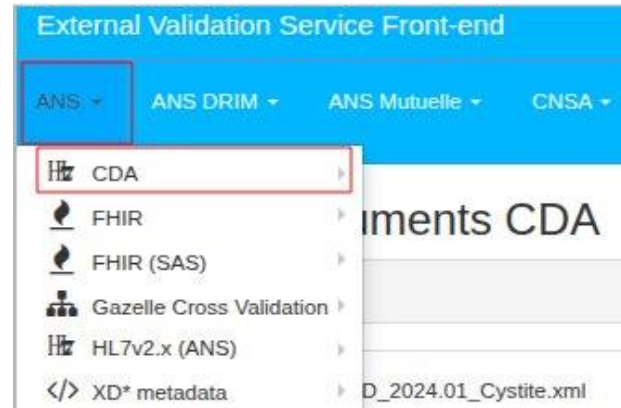 External Validation Service Front-end
ANS ANS DRIM ANS Mutuelle CNSA
CDA
FHIR
uments CDA
FHIR (SAS)
Gazelle Cross Validation
HL7v2.x (ANS)
</> XD* metadata
D_2024.01_Cystite.xml